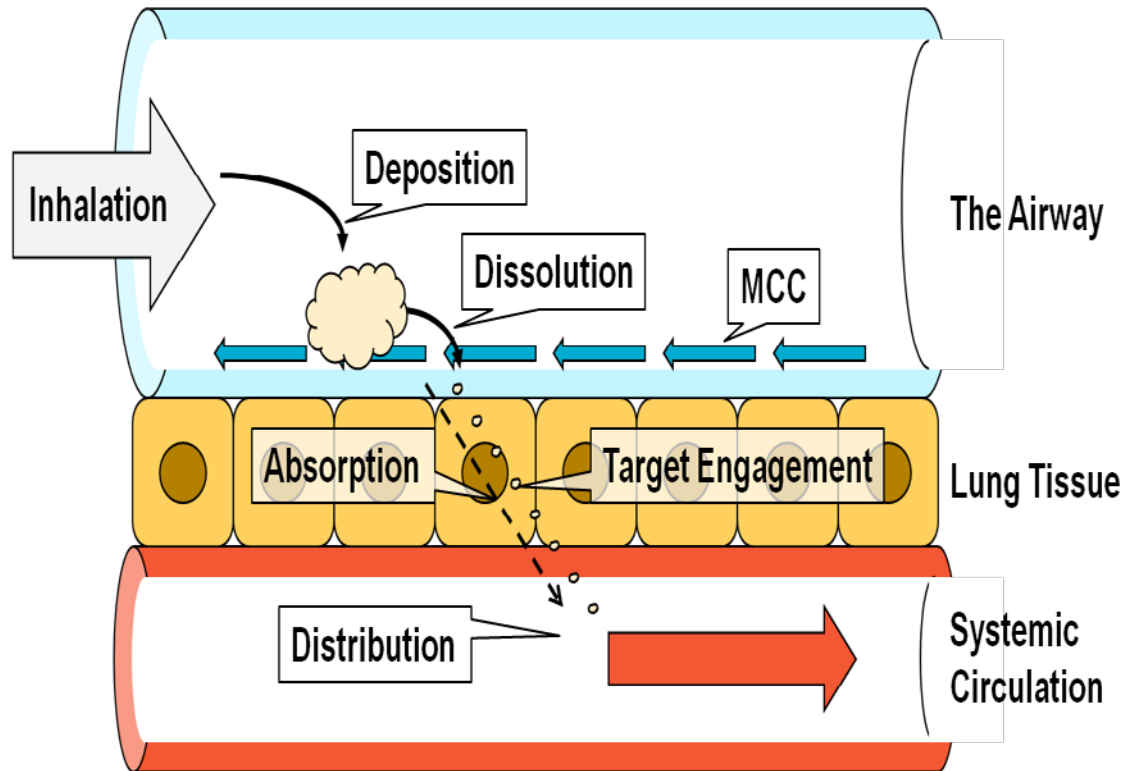 Inhalation
Deposition
Dissolution
MCC
The Airway
Absorption
Target Engagement
Lung Tissue
Distribution
Systemic
Circulation